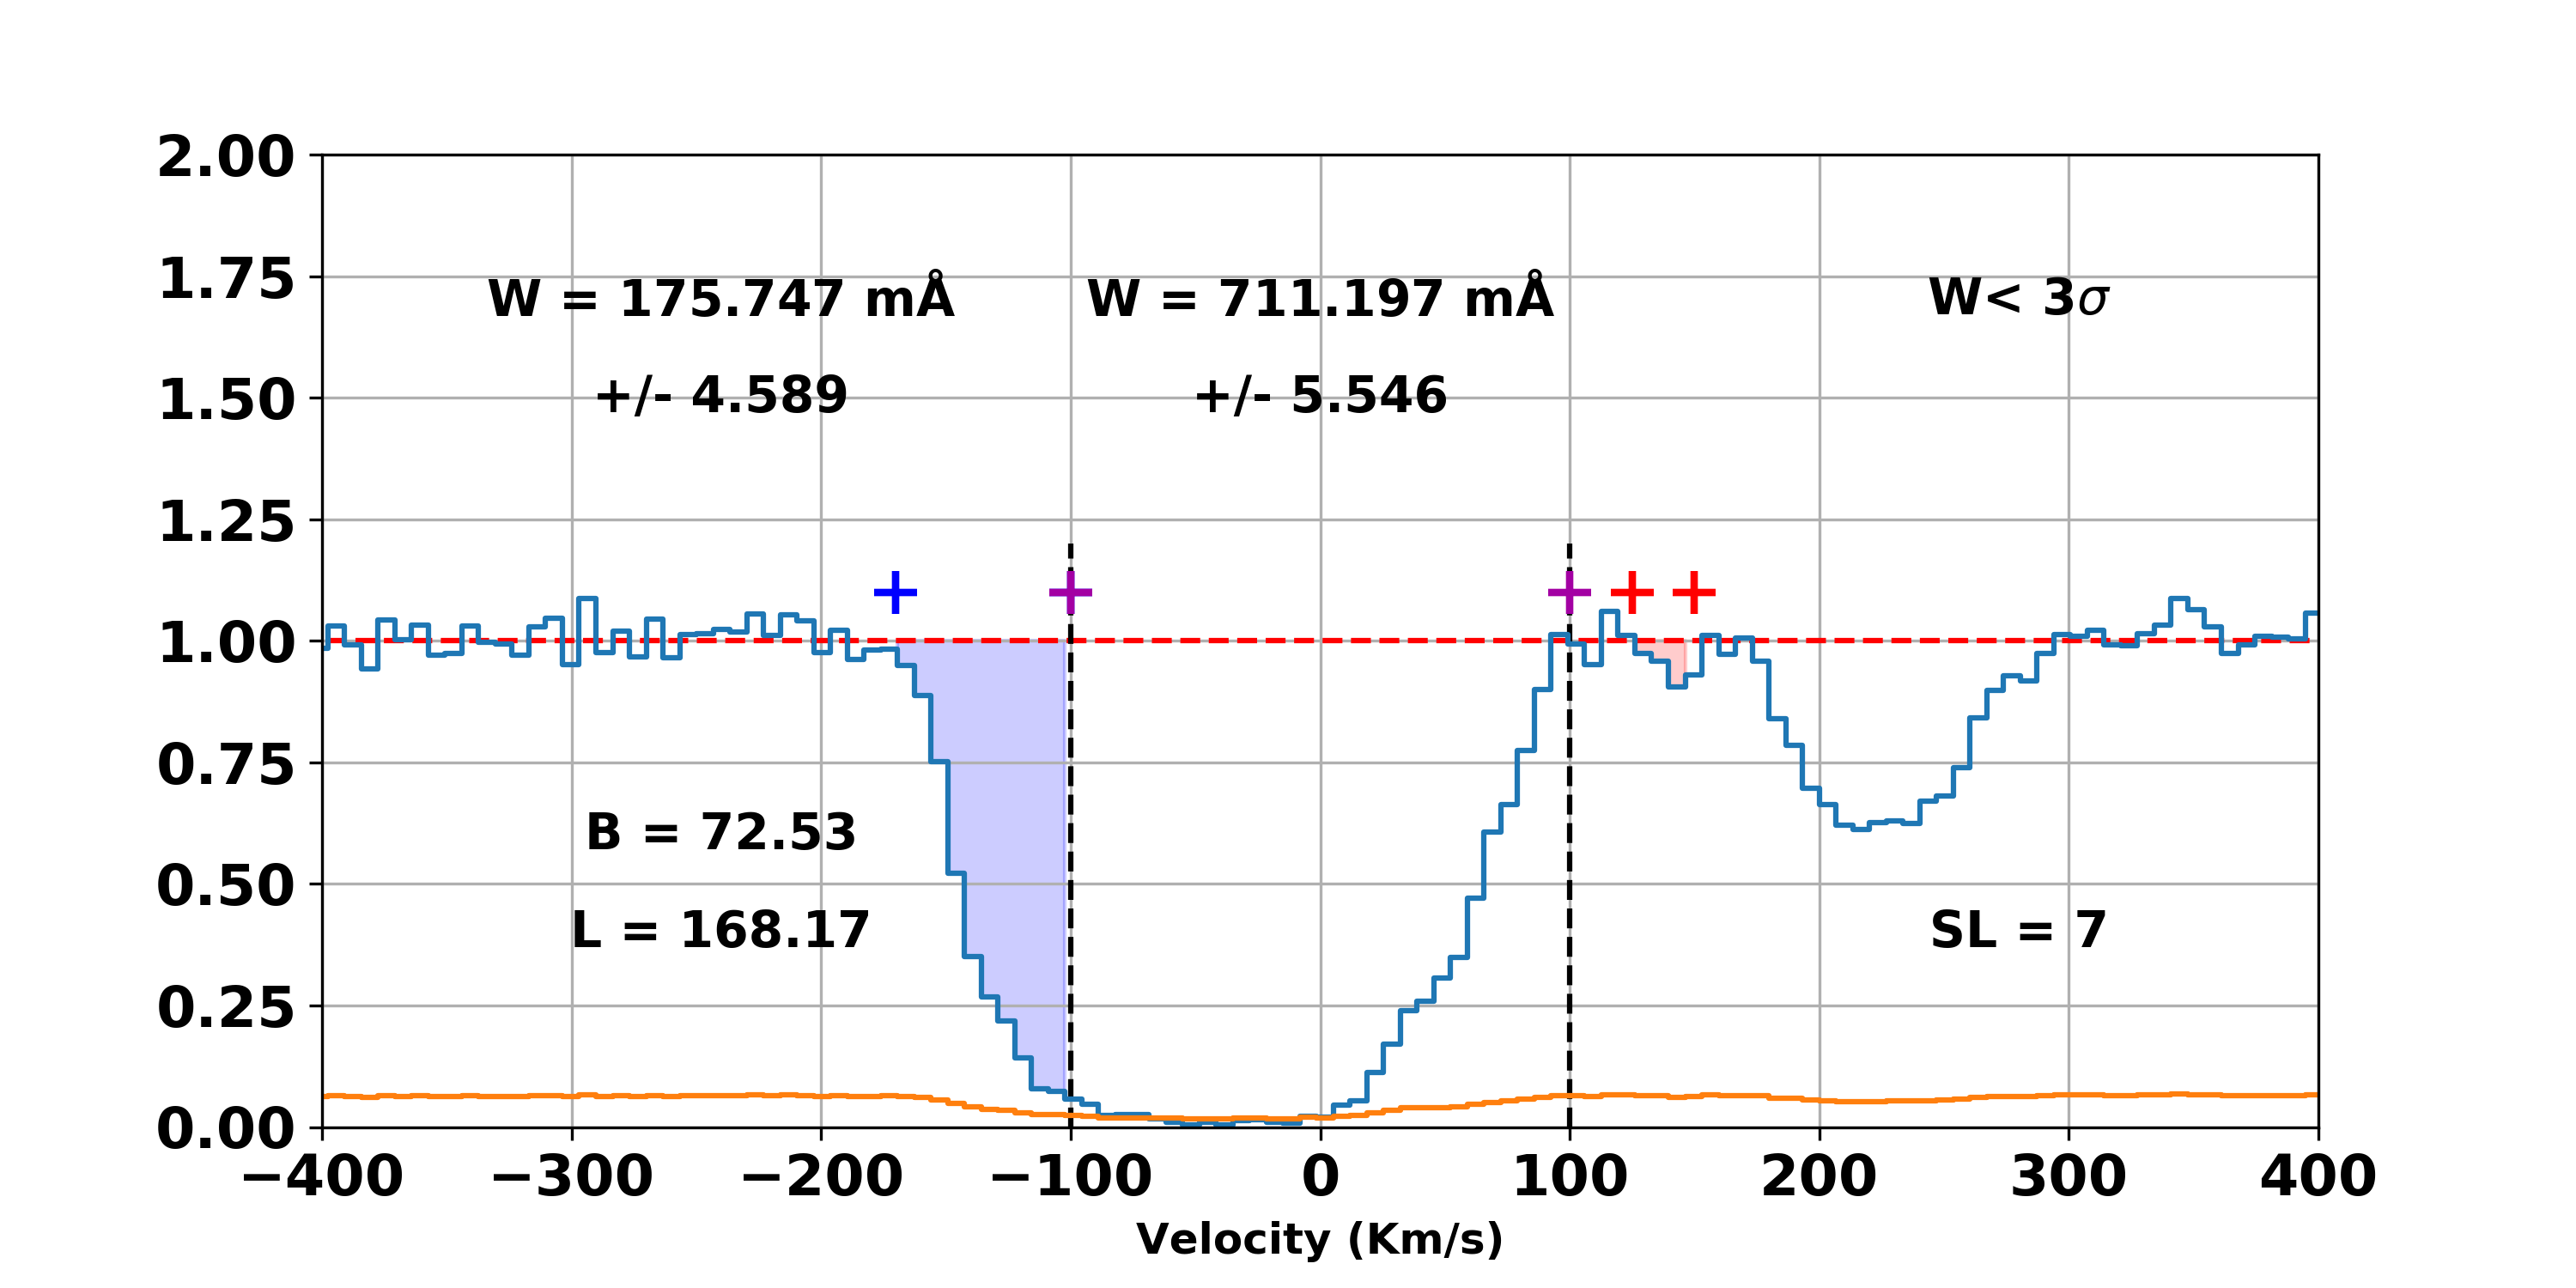 2.00
1.75
W = 175.747 mÅ W = 711.197 mÅ W< 3σ
1.50
+/- 4.589 +/- 5.546
1.25
1.00
0.75
B = 72.53
0.50
L = 168.17 SL = 7
0.25
0.00
−400 −300 −200 −100 0 100 200 300 400
Velocity (Km/s)